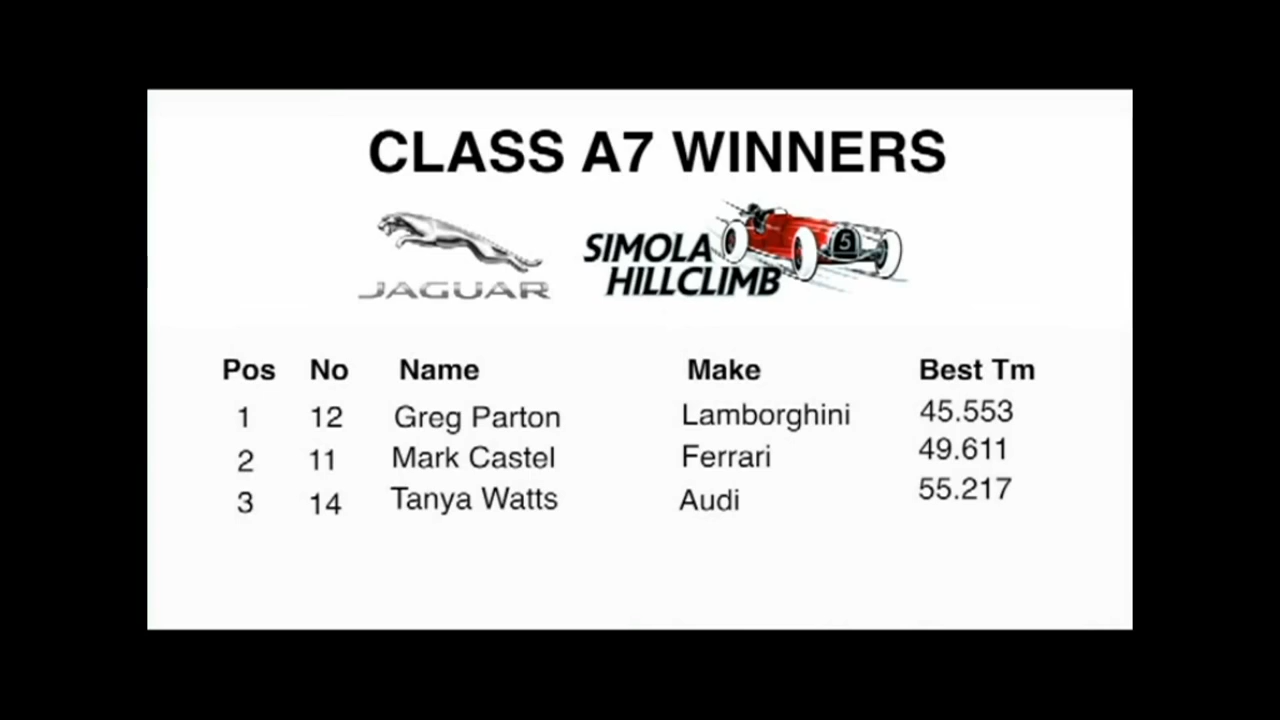 CLASS A7 WINNERS
JAGUAR
SIMOLA
HILLCLIMB
5
Pos No Name Make Best Tm
1 12 Greg Parton Lamborghini 45.553
2 11 Mark Castel Ferrari 49.611
3 14 Tanya Watts Audi 55.217